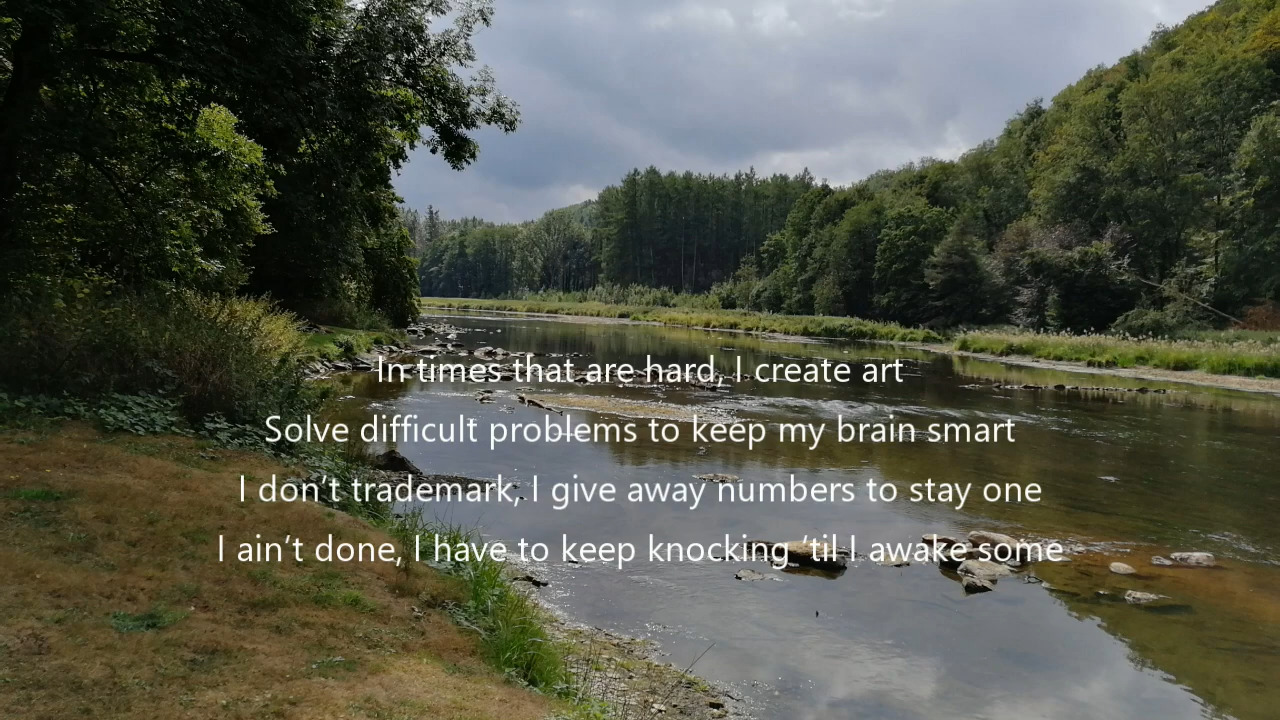 In times that are hard, I create art
Solve difficult problems to keep my brain smart
I don‘t trademark, I give away numbers to stay one
I ain‘t done, I have to keep knocking ‘til I awake some